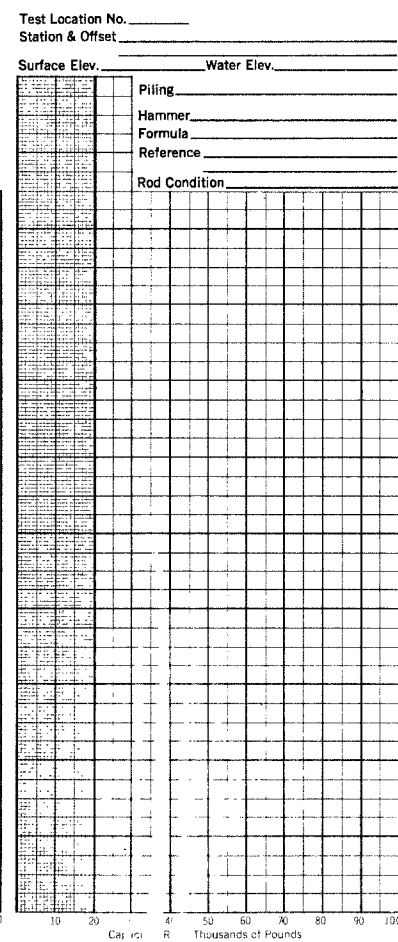 Test Location No.
Station & Offset
Surface Elev. Water Elev.
Piling
Hammer
Formula
Reference
Rod Condition
10 20 50 60 70 80 90 100
R Thousands of Pounds